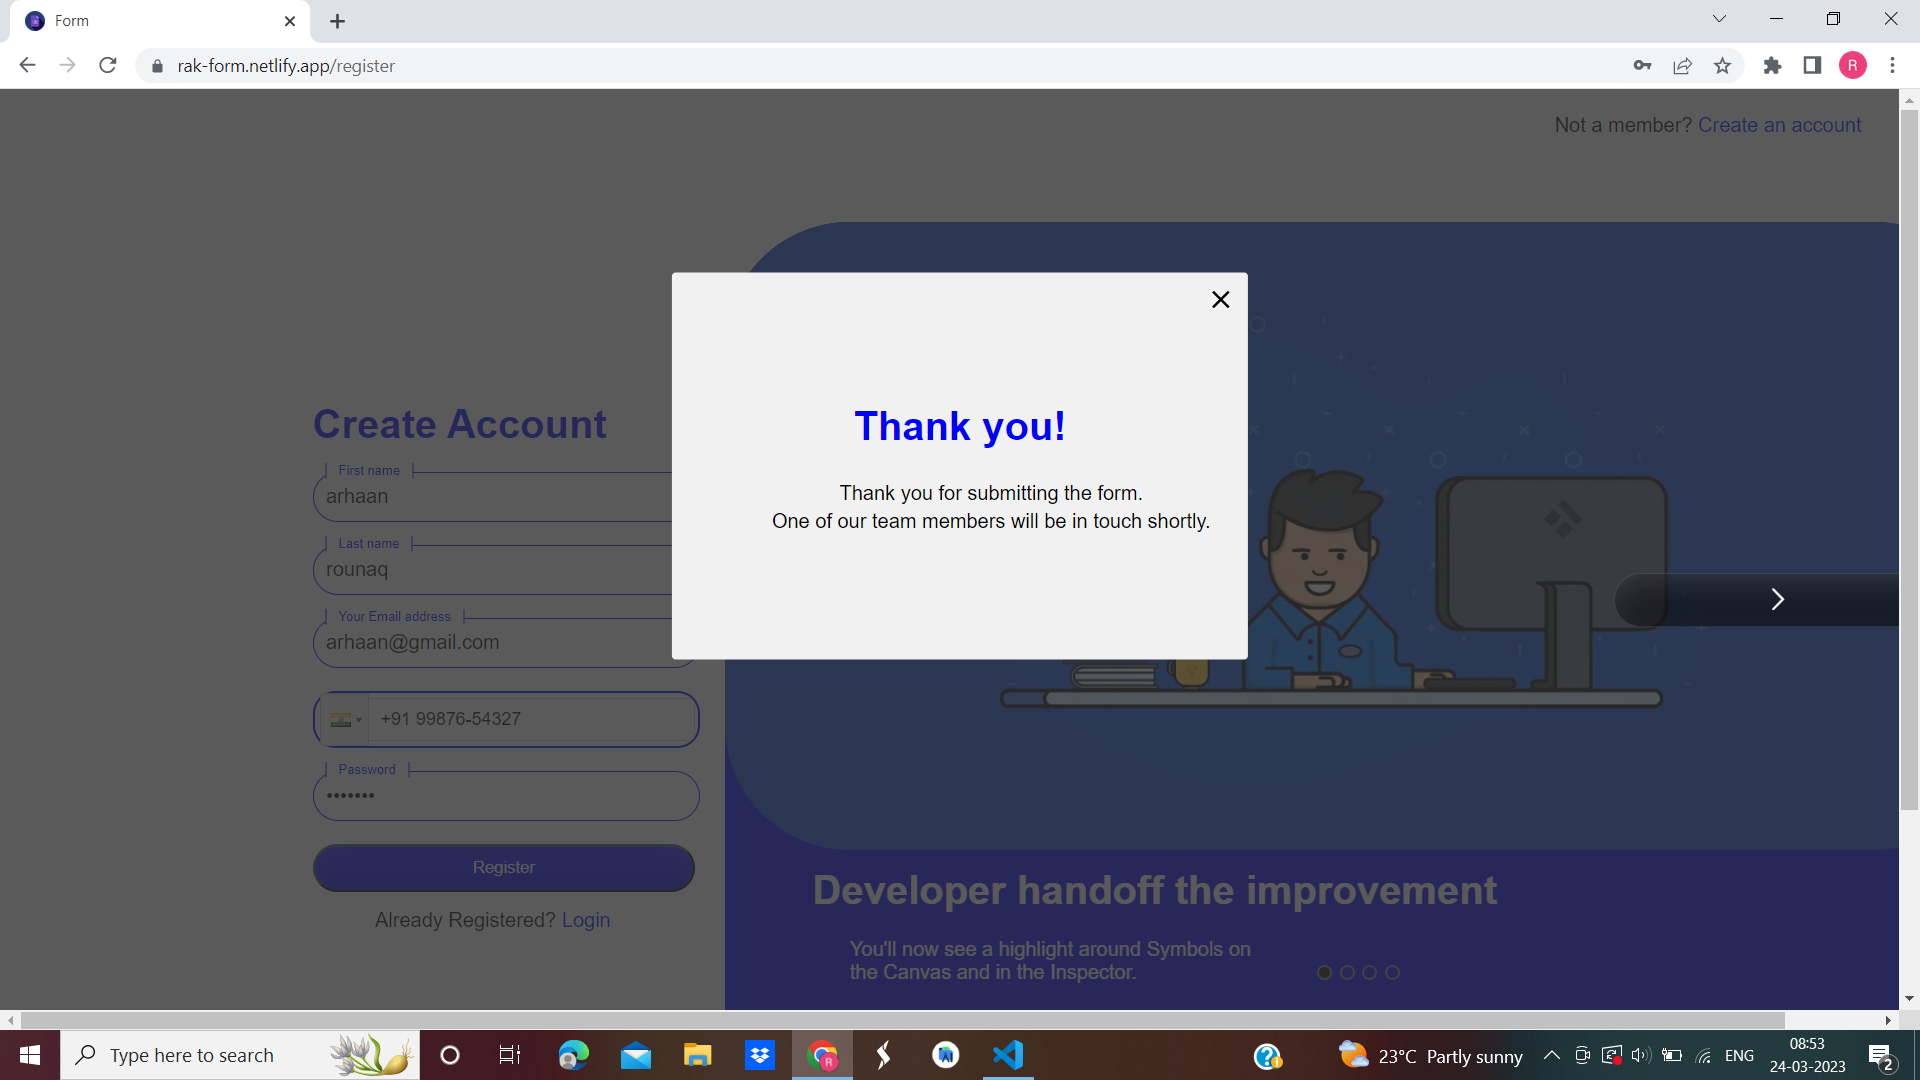 Form
rak-form.netlify.app/register
R
Not a member? Create an account
Thank you!
Thank you for submitting the form.
One of our team members will be in touch shortly.
Create Account
First name
arhaan
Last name
rounaq
Your Email address
arhaan@gmail.com
+91 99876-54327
Password
•••••••
Register
Already Registered? Login
Developer handoff the improvement
You'll now see a highlight around Symbols on
the Canvas and in the Inspector.
Type here to search
R
23°C Partly sunny
ENG
08:53
24-03-2023
2